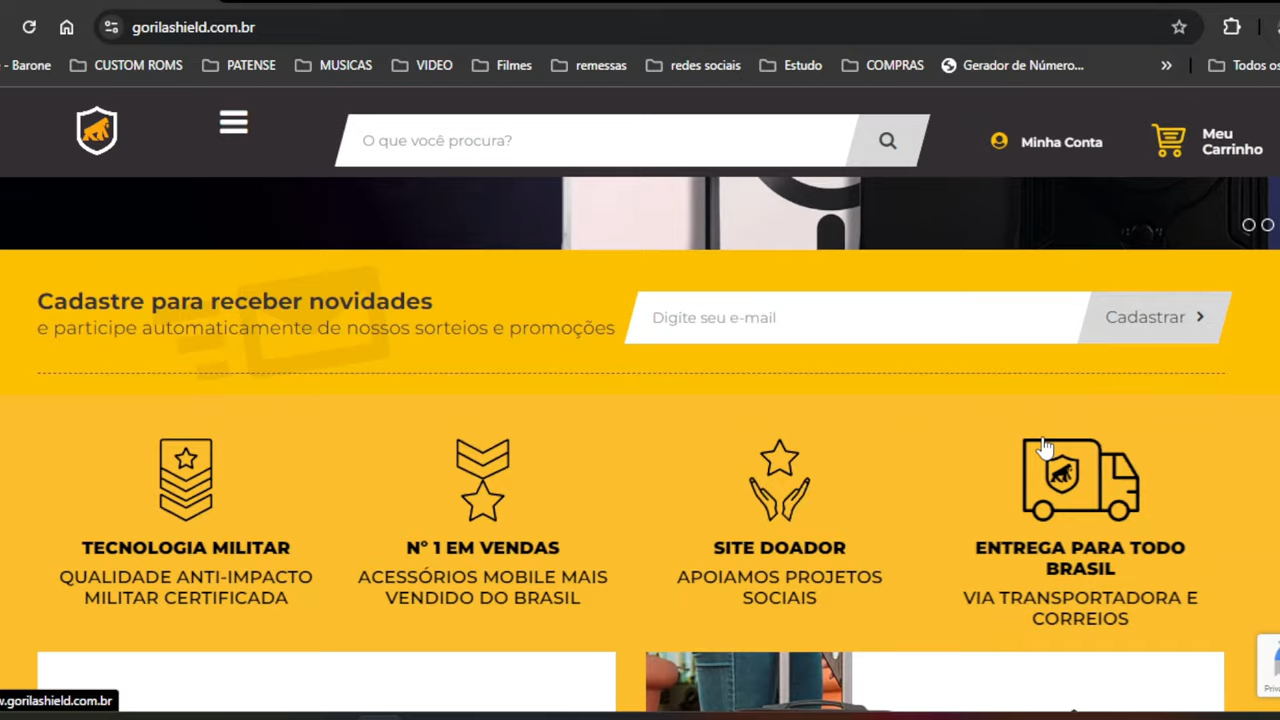 gorilashield.com.br
- Barone
CUSTOM ROMS
PATENSE
MUSICAS
VIDEO
Filmes
remessas
redes sociais
Estudo
COMPRAS
Gerador de Número...
»
Todos os
O que você procura?
Minha Conta
Meu
Carrinho
Cadastre para receber novidades
e participe automaticamente de nossos sorteios e promoções
Digite seu e-mail
Cadastrar
TECNOLOGIA MILITAR
QUALIDADE ANTI-IMPACTO
MILITAR CERTIFICADA
Nº 1 EM VENDAS
ACESSÓRIOS MOBILE MAIS
VENDIDO DO BRASIL
SITE DOADOR
APOIAMOS PROJETOS
SOCIAIS
ENTREGA PARA TODO
BRASIL
VIA TRANSPORTADORA E
CORREIOS
w.gorilashield.com.br